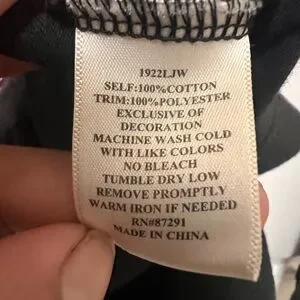 1922LJW
SELF:100%COTTON
TRIM:100%POLYESTER
EXCLUSIVE OF
DECORATION
MACHINE WASH COLD
WITH LIKE COLORS
NO BLEACH
TUMBLE DRY LOW
REMOVE PROMPTLY
WARM IRON IF NEEDED
RN#87291
MADE IN CHINA